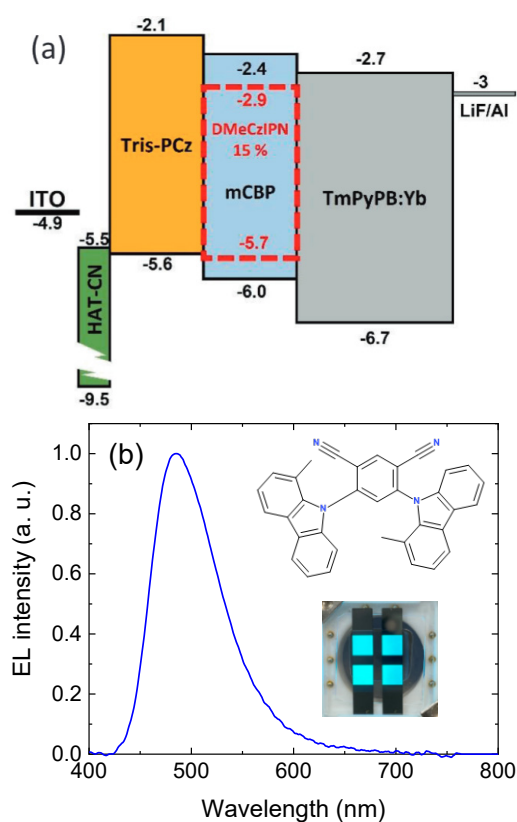 (a)
-2.1
-2.4
-2.7
-2.9
-3
DMeCzIPN
15 %
LiF/Al
Tris-PCz
mCBP
TmPyPB:Yb
ITO
-4.9
-5.5
-5.6
-5.7
-6.0
-6.7
HAT-CN
-9.5
(b)
N
N
N
N
EL intensity (a. u.)
1.0
0.8
0.6
0.4
0.2
0.0
400
500
600
700
800
Wavelength (nm)